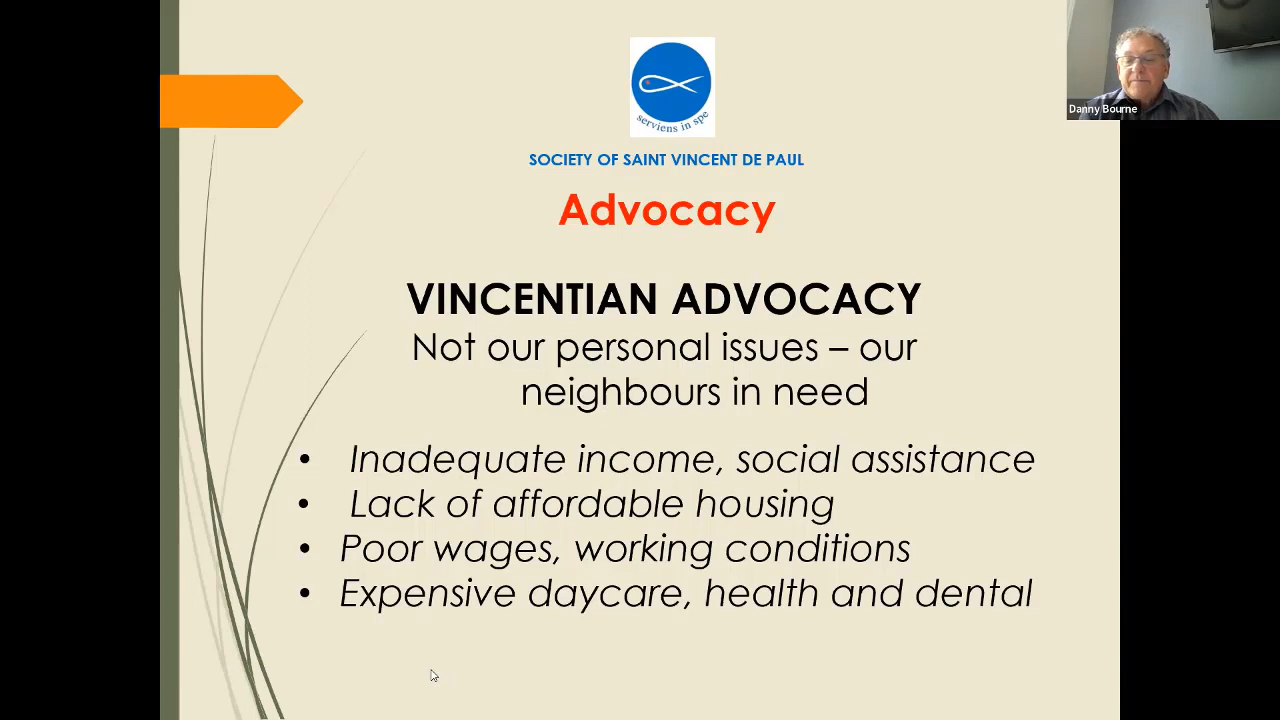 serviens in spe
Danny Bourne
SOCIETY OF SAINT VINCENT DE PAUL
Advocacy
VINCENTIAN ADVOCACY
Not our personal issues – our
neighbours in need
• Inadequate income, social assistance
• Lack of affordable housing
• Poor wages, working conditions
• Expensive daycare, health and dental